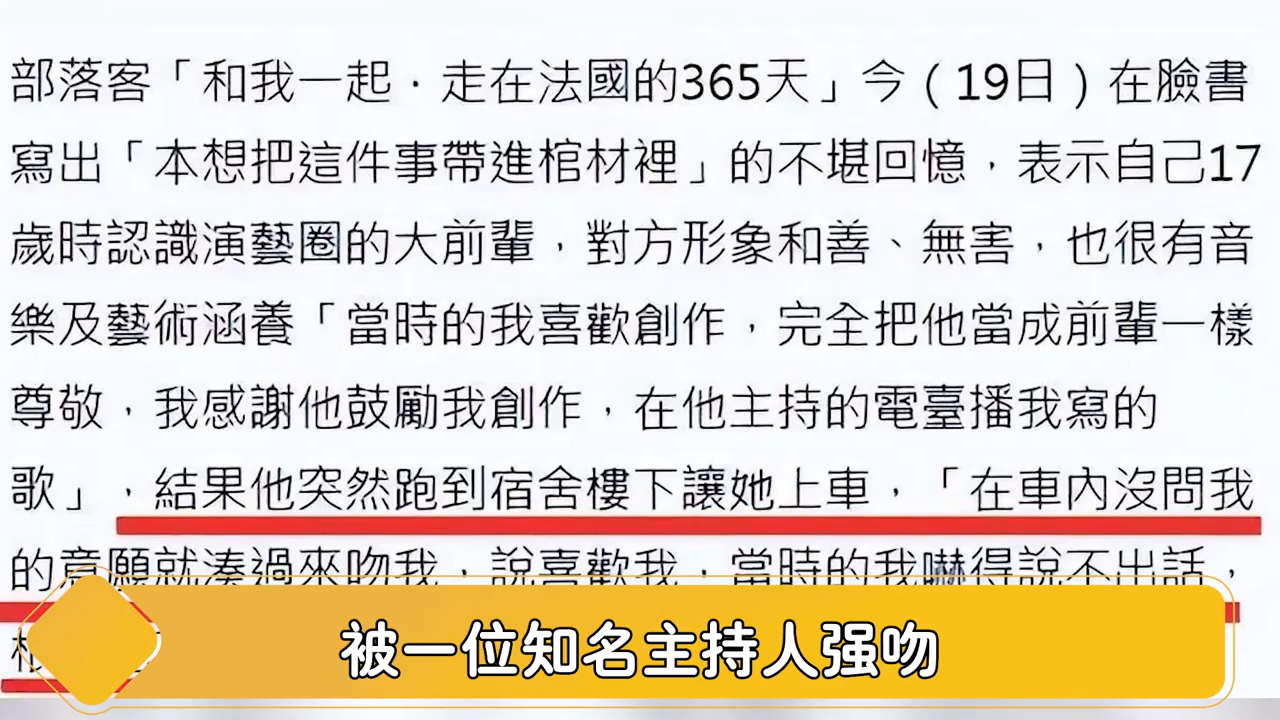 部落客「和我一起．走在法國的365天」今（19日）在臉書
寫出「本想把這件事帶進棺材裡」的不堪回憶，表示自己17
歲時認識演藝圈的大前輩，對方形象和善、無害，也很有音
樂及藝術涵養「當時的我喜歡創作，完全把他當成前輩一樣
尊敬，我感謝他鼓勵我創作，在他主持的電臺播我寫的
歌」，結果他突然跑到宿舍樓下讓她上車，「在車內沒問我
的意願就湊過來吻我，說喜歡我，當時的我嚇得說不出話，
被一位知名主持人强吻